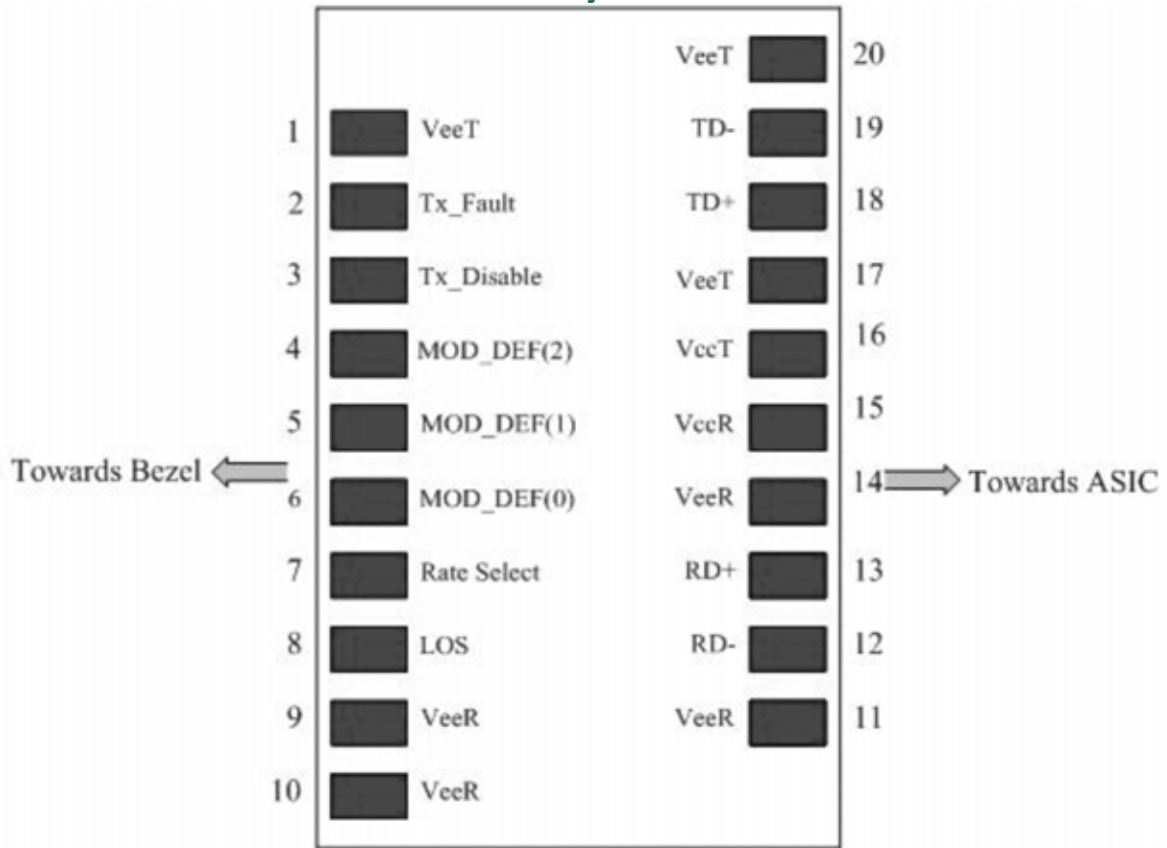 VeeT 20
1 VeeT TD- 19
2 Tx_Fault TD+ 18
3 Tx_Disable VeeT 17
4 MOD_DEF(2) VccT 16
5 MOD_DEF(1) VccR 15
Towards Bezel
6 MOD_DEF(0) VeeR 14 Towards ASIC
7 Rate Select RD+ 13
8 LOS RD- 12
9 VeeR VeeR 11
10 VeeR